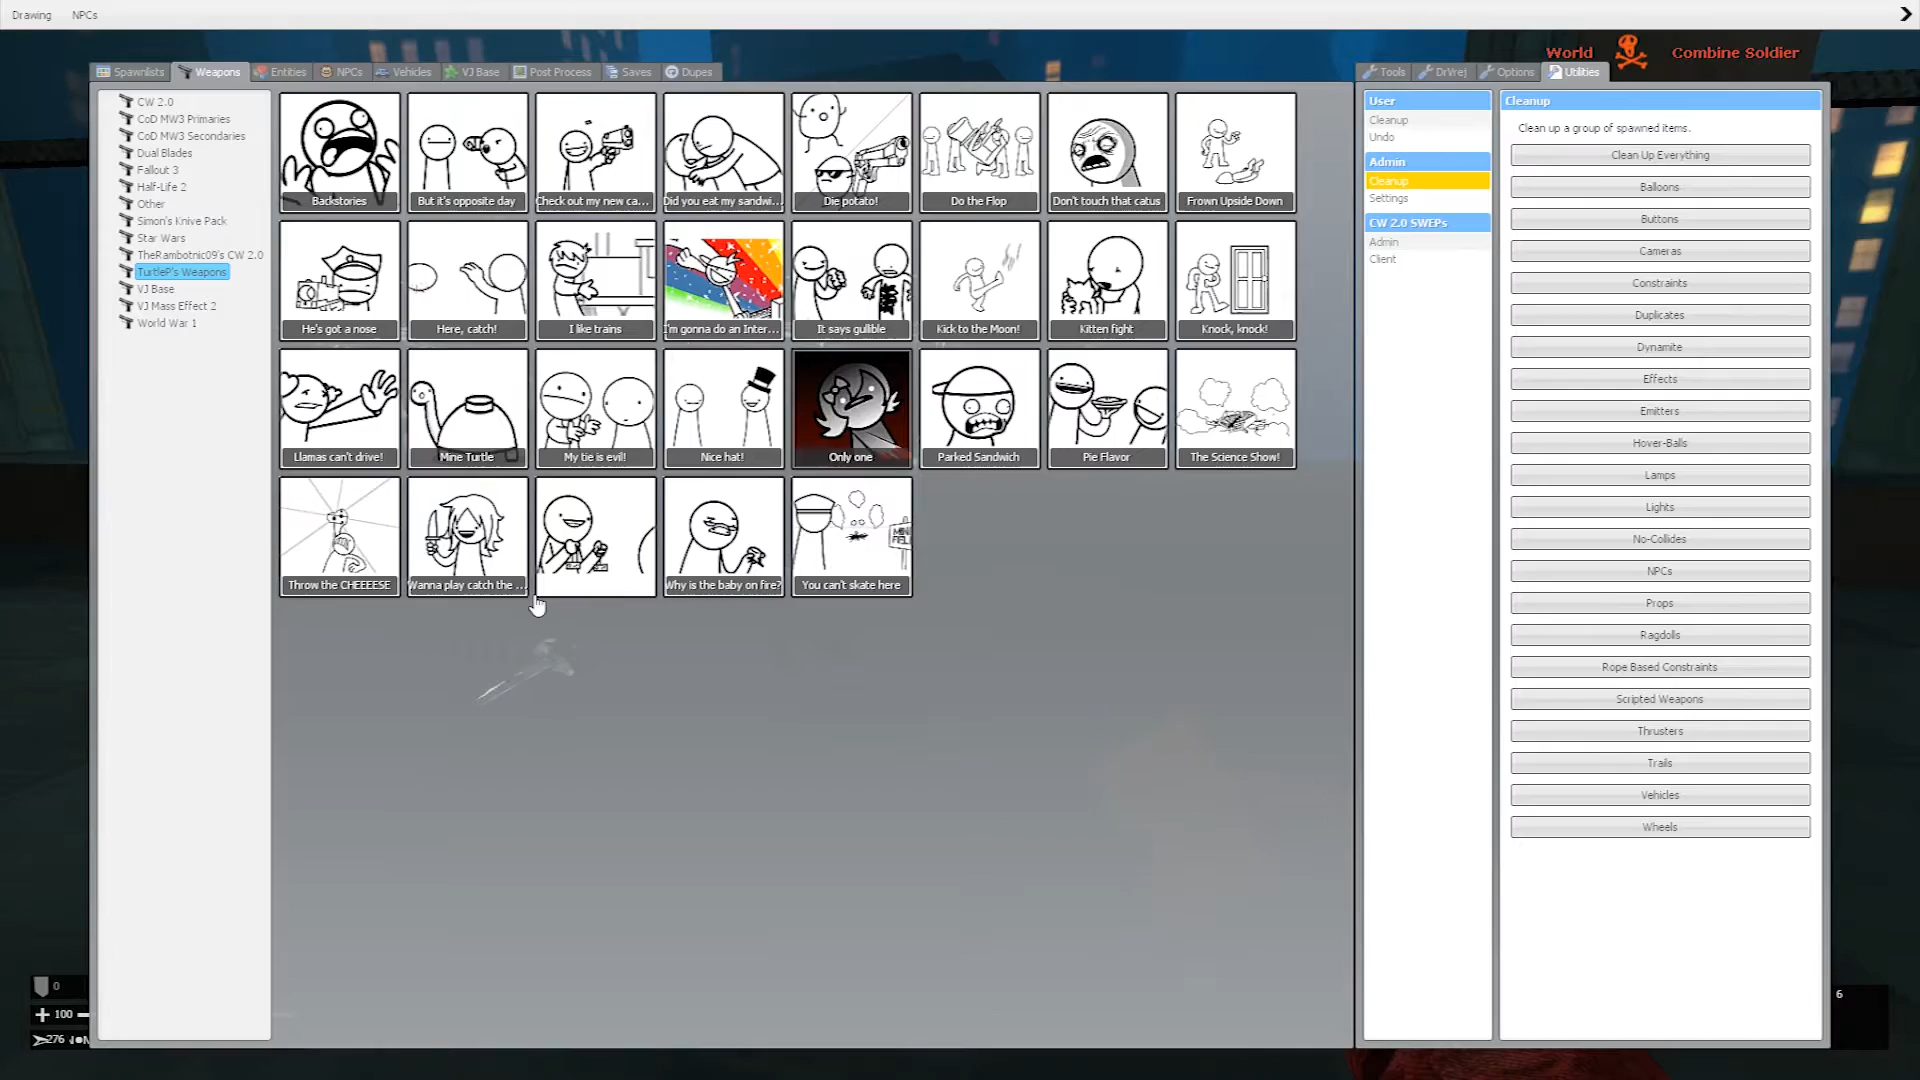 Drawing NPCs
World Combine Soldier
Spawnlists Weapons Entities NPCs Vehicles VJ Base Post Process Saves Dupes
Tools DrVrej Options Utilities
CW 2.0
CoD MW3 Primaries
CoD MW3 Secondaries
Dual Blades
Fallout 3
Half-Life 2
Other
Simon's Knive Pack
Star Wars
TheRambotnic09's CW 2.0
TurtleP's Weapons
VJ Base
VJ Mass Effect 2
World War 1
Backstories
But it's opposite day
Check out my new ca...
Did you eat my sandwi...
Die potato!
Do the Flop
Don't touch that catus
Frown Upside Down
He's got a nose
Here, catch!
I like trains
I'm gonna do an Inter...
It says gullible
Kick to the Moon!
Kitten fight
Knock, knock!
Llamas can't drive!
Mine Turtle
My tie is evil!
Nice hat!
Only one
Parked Sandwich
Pie Flavor
The Science Show!
Throw the CHEEEESE
Wanna play catch the ...
Why is the baby on fire?
You can't skate here
User
Cleanup
Undo
Admin
Cleanup
Settings
CW 2.0 SWEPs
Admin
Client
Cleanup
Clean up a group of spawned items.
Clean Up Everything
Balloons
Buttons
Cameras
Constraints
Duplicates
Dynamite
Effects
Emitters
Hover-Balls
Lamps
Lights
No-Collides
NPCs
Props
Ragdolls
Rope Based Constraints
Scripted Weapons
Thrusters
Trails
Vehicles
Wheels
0
100
276
6